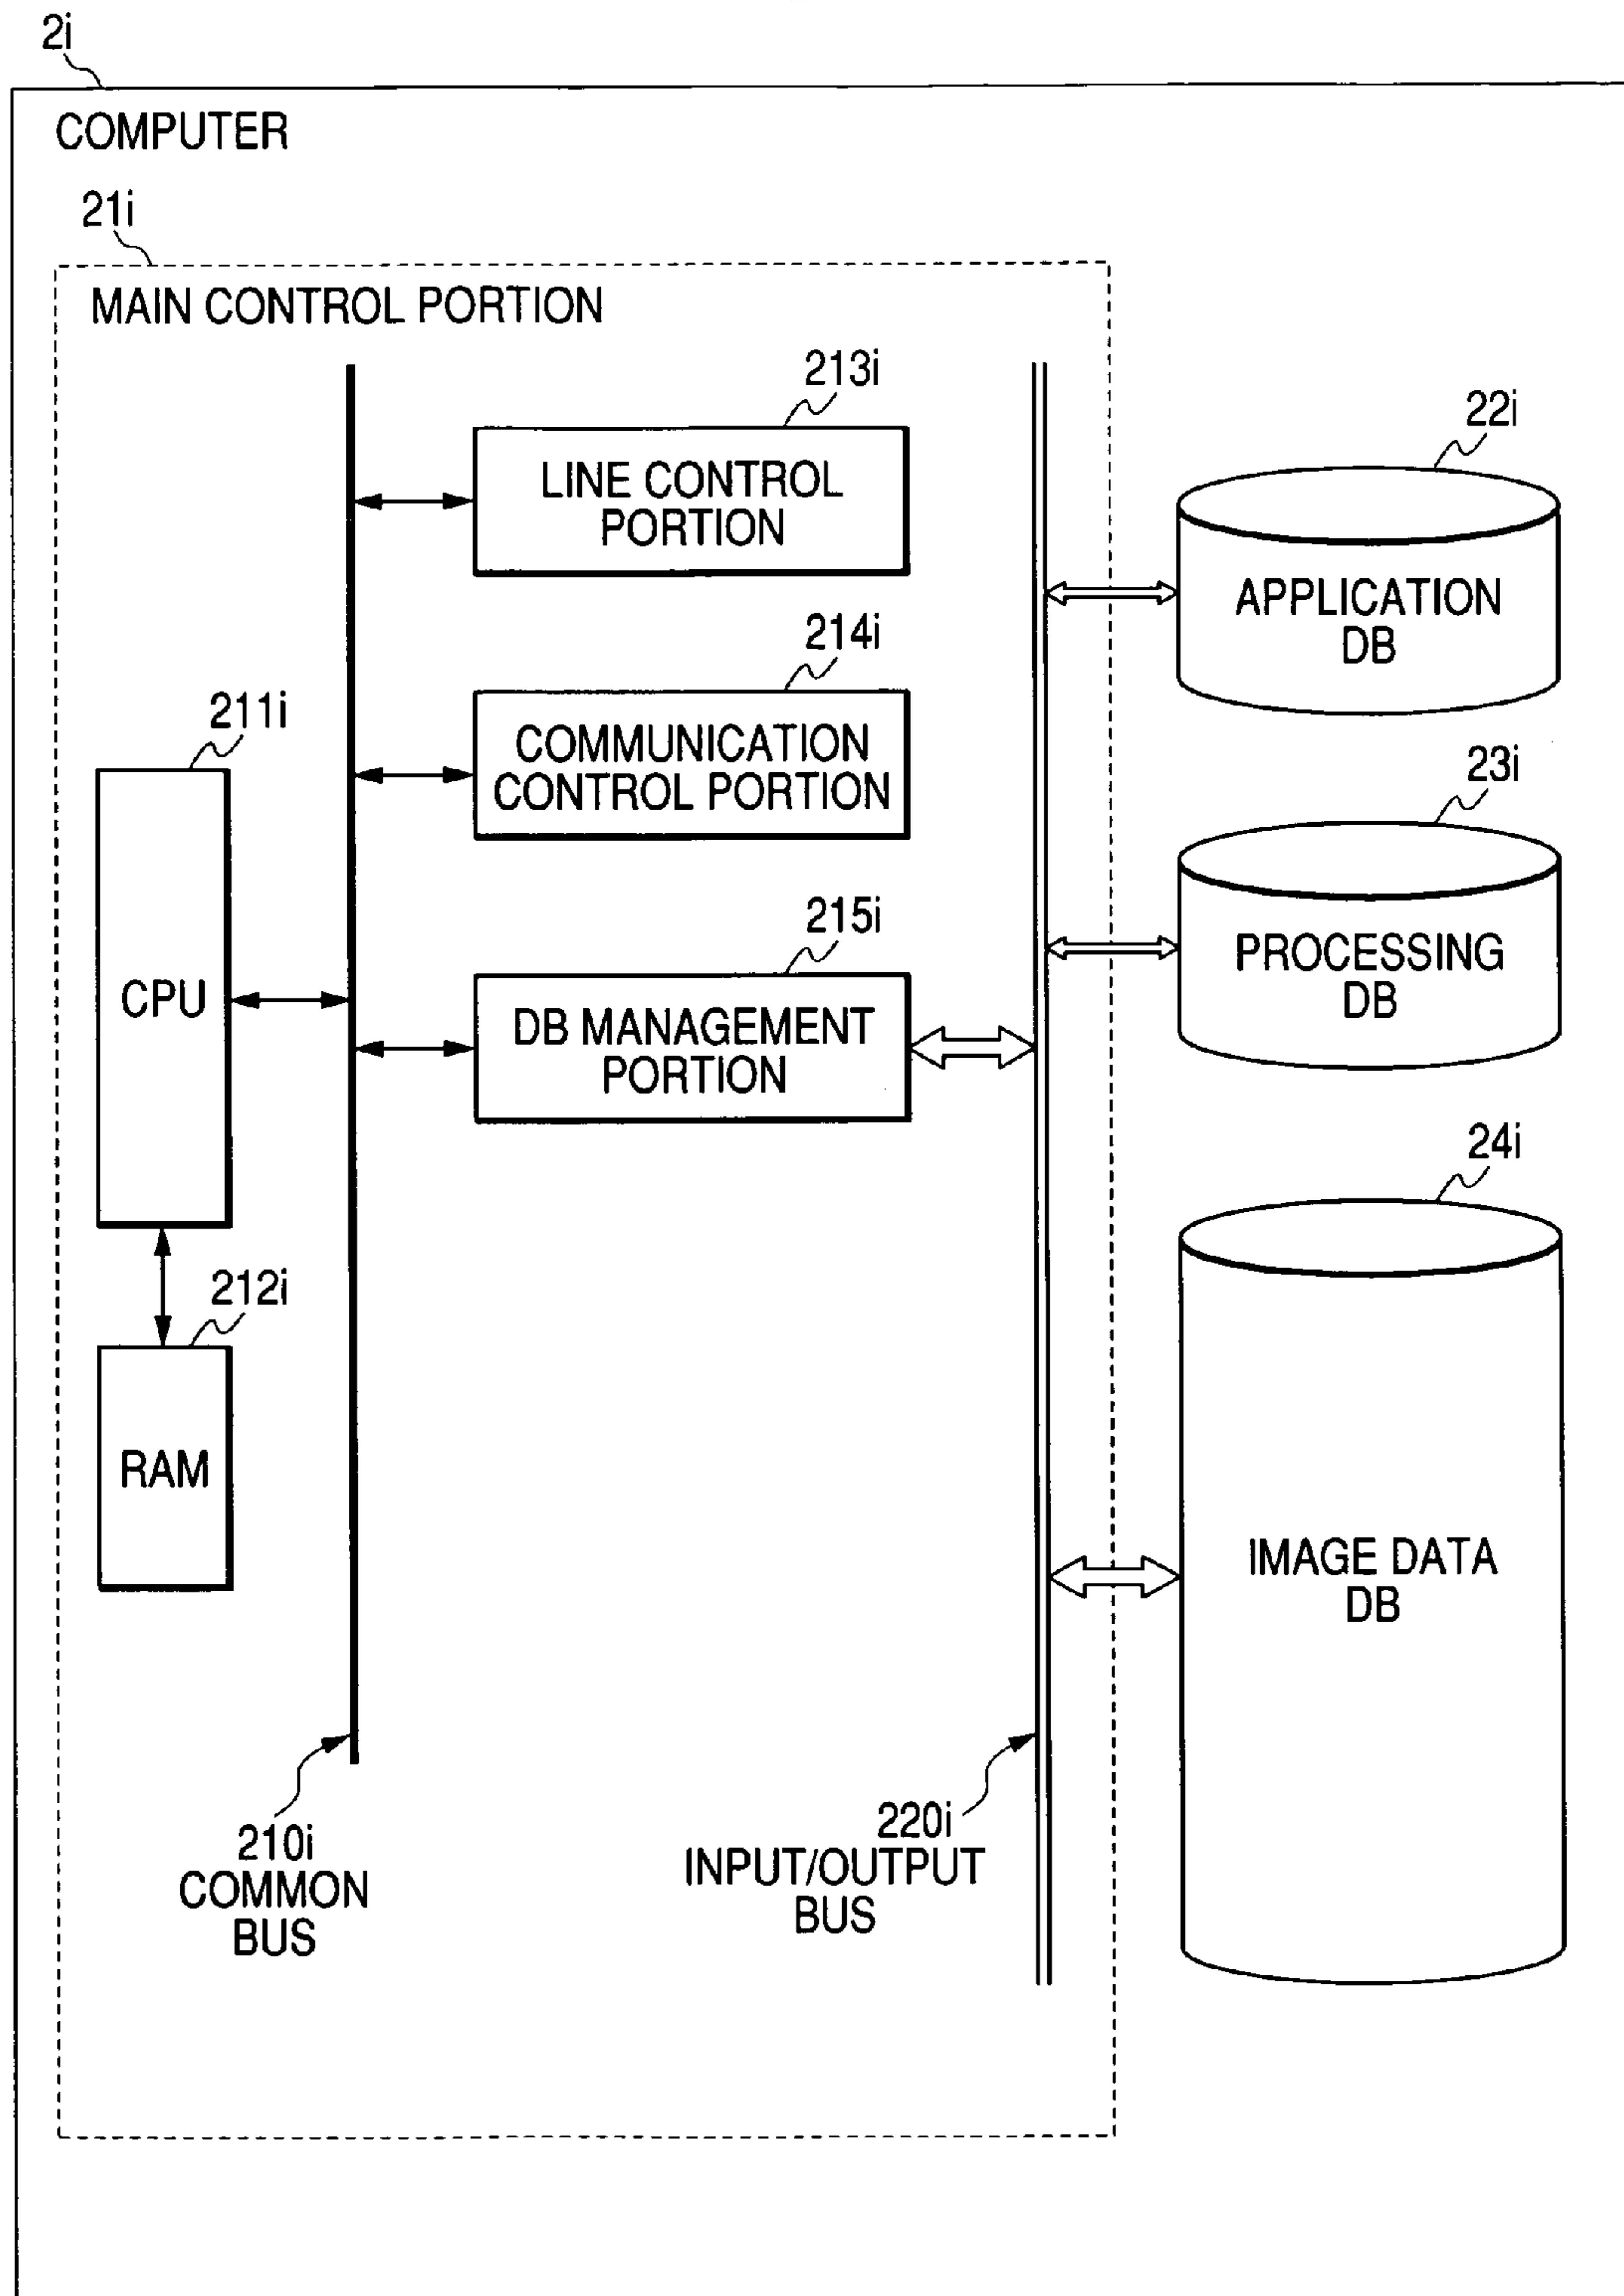 2i
COMPUTER
21i
MAIN CONTROL PORTION
213i
LINE CONTROL
PORTION
22i
APPLICATION
DB
214i
COMMUNICATION
CONTROL PORTION
211i
CPU
23i
PROCESSING
DB
215i
DB MANAGEMENT
PORTION
24i
IMAGE DATA
DB
212i
RAM
210i
COMMON
BUS
220i
INPUT/OUTPUT
BUS